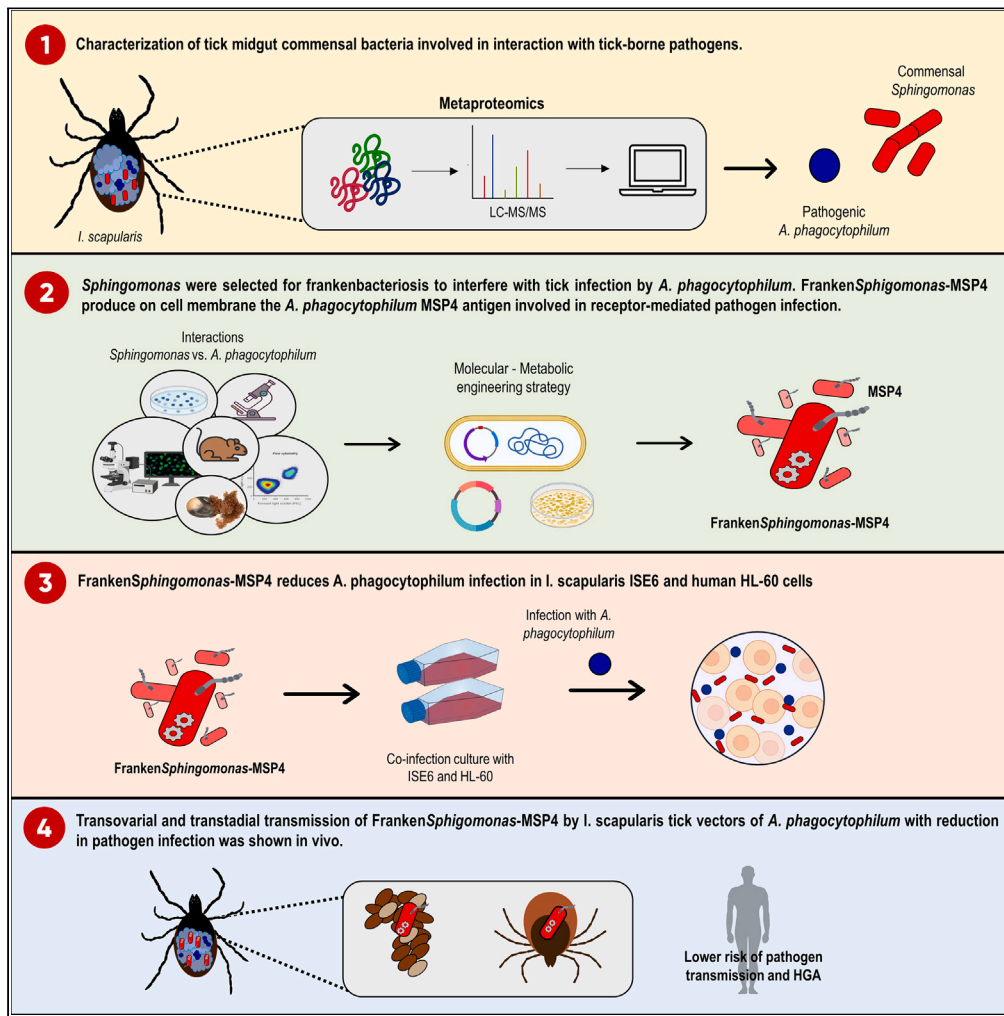 1
Characterization of tick midgut commensal bacteria involved in interaction with tick-borne pathogens.
Commensal
Sphingomonas
Metaproteomics
LC-MS/MS
I. scapularis
Pathogenic
A. phagocytophilum
2
Sphingomonas were selected for frankenbacteriosis to interfere with tick infection by A. phagocytophilum. FrankenSphigomonas-MSP4
produce on cell membrane the A. phagocytophilum MSP4 antigen involved in receptor-mediated pathogen infection.
Interactions
Sphingomonas vs. A. phagocytophilum
Molecular - Metabolic
engineering strategy
MSP4
FrankenSphingomonas-MSP4
3
FrankenSphingomonas-MSP4 reduces A. phagocytophilum infection in I. scapularis ISE6 and human HL-60 cells
Infection with A.
phagocytophilum
FrankenSphingomonas-MSP4
Co-infection culture with
ISE6 and HL-60
4
Transovarial and transtadial transmission of FrankenSphigomonas-MSP4 by I. scapularis tick vectors of A. phagocytophilum with reduction
in pathogen infection was shown in vivo.
Lower risk of pathogen
transmission and HGA